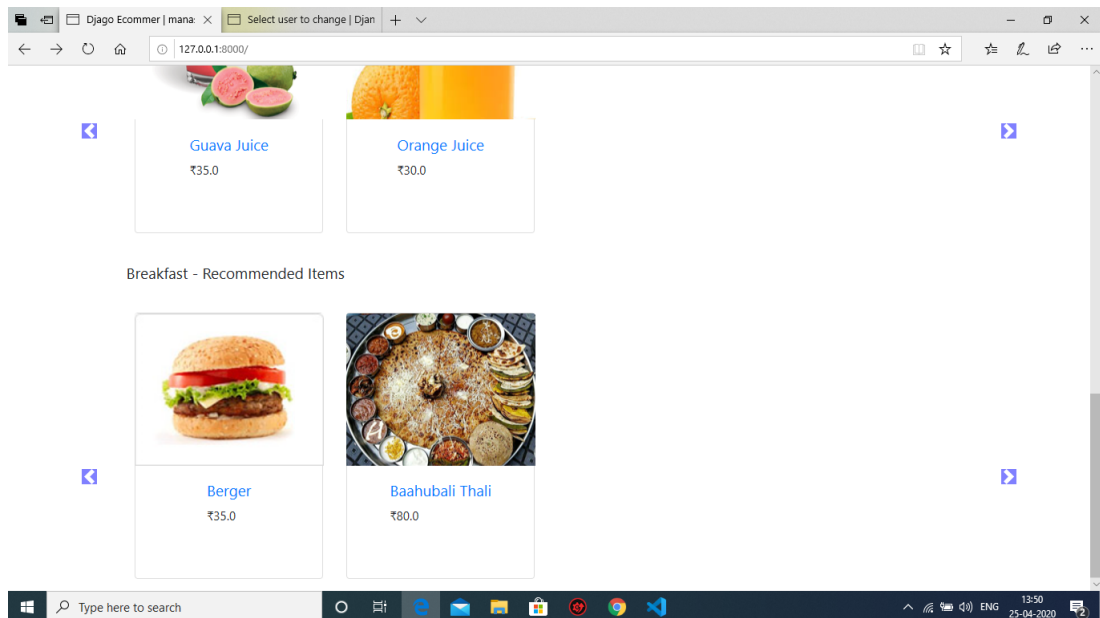 Djago Ecommer | mana
Select user to change | Djan
127.0.0.1:8000/
Guava Juice
Orange Juice
₹35.0
₹30.0
Breakfast - Recommended Items
Berger
Baahubali Thali
₹35.0
₹80.0
Type here to search
ENG
13:50
25-04-2020
2